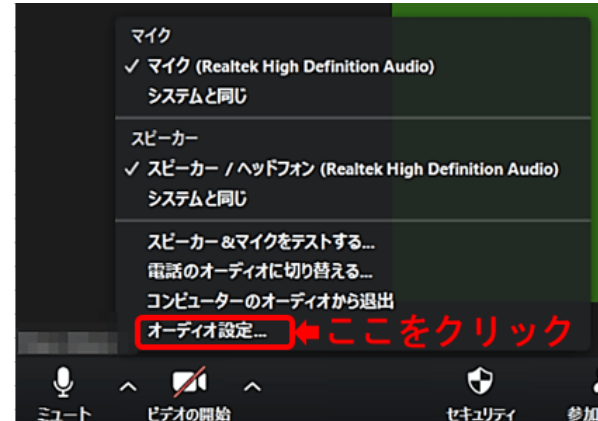 マイク
✓ マイク (Realtek High Definition Audio)
システムと同じ
スピーカー
✓ スピーカー / ヘッドフォン (Realtek High Definition Audio)
システムと同じ
スピーカー&マイクをテストする...
電話のオーディオに切り替える...
コンピューターのオーディオから退出
オーディオ設定... ⬅ここをクリック
ミュート ビデオの開始 セキュリティ 参加